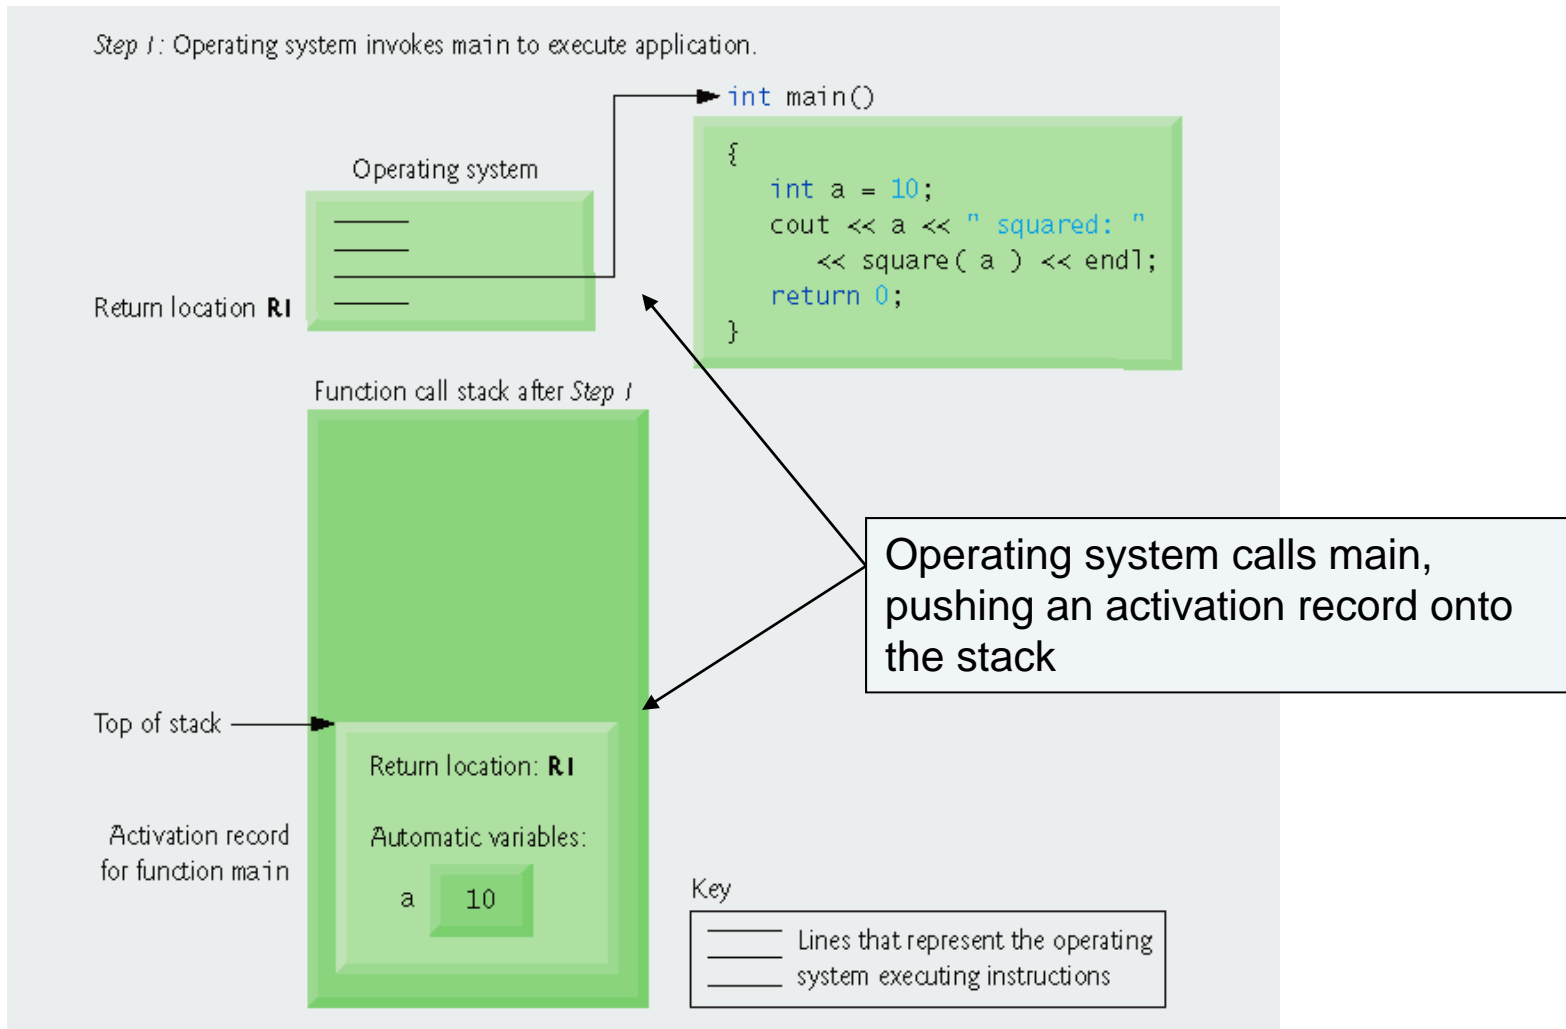 Step 1: Operating system invokes main to execute application.
int main()
{
int a = 10;
cout << a << " squared: "
<< square( a ) << endl;
return 0;
}
Operating system
Return location R1
Function call stack after Step 1
Operating system calls main,
pushing an activation record onto
the stack
Top of stack
Return location: R1
Activation record
for function main
Automatic variables:
a 10
Key
Lines that represent the operating
system executing instructions